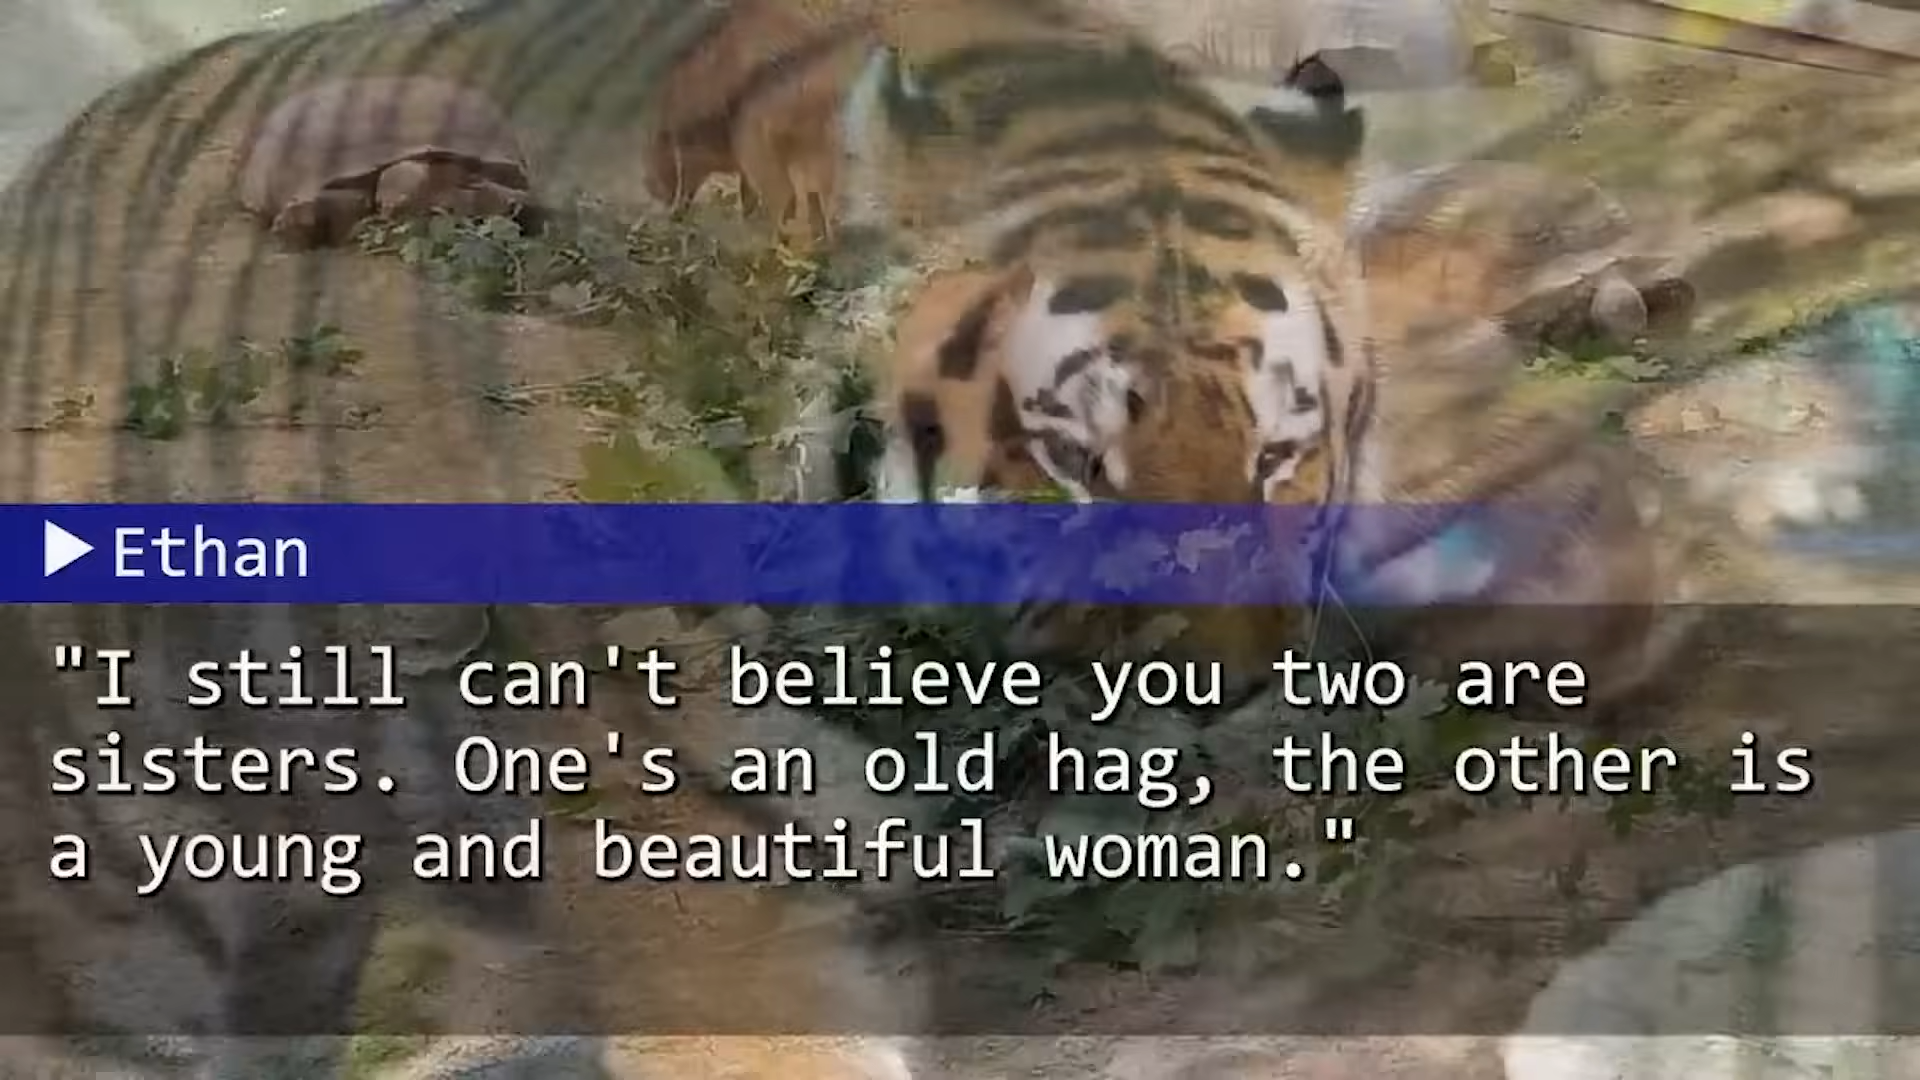 Ethan
"I still can't believe you two are
sisters. One's an old hag, the other is
a young and beautiful woman."